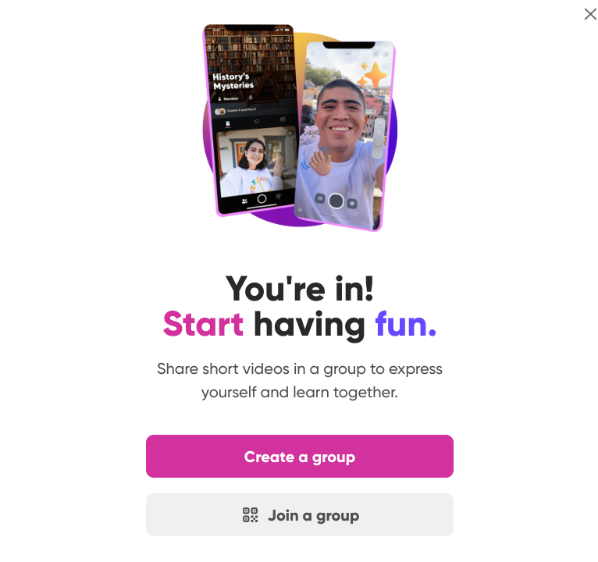 History's
Mysteries
You're in!
Start having fun.
Share short videos in a group to express
yourself and learn together.
Create a group
Join a group